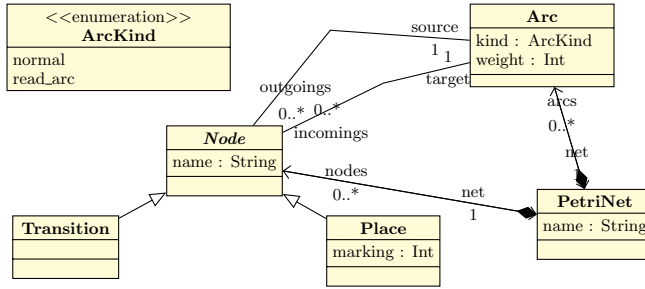 <<enumeration>>
ArcKind
normal
read_arc
Arc
kind : ArcKind
weight : Int
source
1
1
target
outgoings
0..*
0..*
incomings
arcs
0..*
Node
name : String
nodes
0..*
net
1
net
1
PetriNet
name : String
Transition
Place
marking : Int